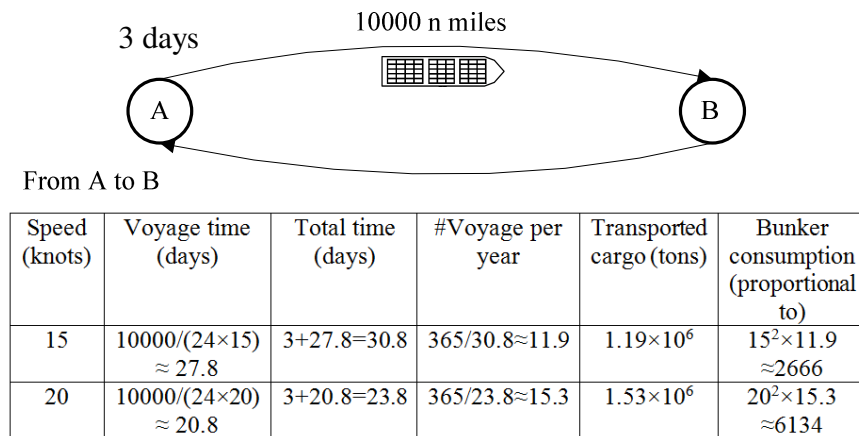 10000 n miles
3 days
A
B
From A to B
Speed (knots) Voyage time (days) Total time (days) #Voyage per year Transported cargo (tons) Bunker consumption (proportional to)
15 10000/(24×15) ≈ 27.8 3+27.8=30.8 365/30.8≈11.9 1.19×10⁶ 15²×11.9 ≈2666
20 10000/(24×20) ≈ 20.8 3+20.8=23.8 365/23.8≈15.3 1.53×10⁶ 20²×15.3 ≈6134